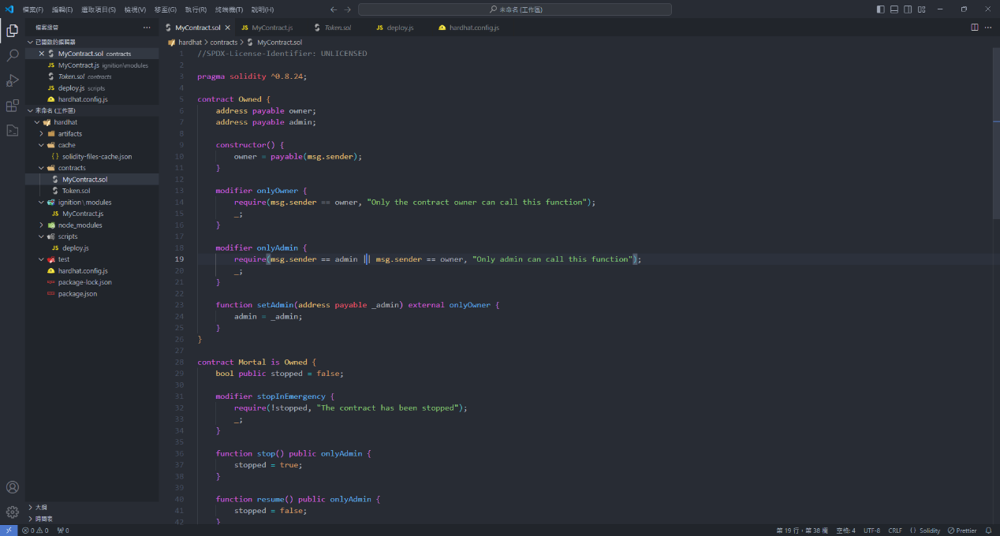 檔案(F) 編輯(E) 選取項目(S) 檢視(V) 移至(G) 執行(R) 終端機(T) 說明(H) 未命名 (工作區)
檔案總管
MyContract.sol MyContract.js Token.sol deploy.js hardhat.config.js
hardhat > contracts > MyContract.sol
已開啟的編輯器
MyContract.sol contracts
JS MyContract.js ignition\modules
Token.sol contracts
JS deploy.js scripts
hardhat.config.js
未命名 (工作區)
hardhat
artifacts
cache
{} solidity-files-cache.json
contracts
MyContract.sol
Token.sol
ignition\modules
JS MyContract.js
node_modules
scripts
JS deploy.js
test
hardhat.config.js
package-lock.json
package.json
大綱
時間表
1 //SPDX-License-Identifier: UNLICENSED
2
3 pragma solidity ^0.8.24;
4
5 contract Owned {
6 address payable owner;
7 address payable admin;
8
9 constructor() {
10 owner = payable(msg.sender);
11 }
12
13 modifier onlyOwner {
14 require(msg.sender == owner, "Only the contract owner can call this function");
15 _;
16 }
17
18 modifier onlyAdmin {
19 require(msg.sender == admin || msg.sender == owner, "Only admin can call this function");
20 _;
21 }
22
23 function setAdmin(address payable _admin) external onlyOwner {
24 admin = _admin;
25 }
26 }
27
28 contract Mortal is Owned {
29 bool public stopped = false;
30
31 modifier stopInEmergency {
32 require(!stopped, "The contract has been stopped");
33 _;
34 }
35
36 function stop() public onlyAdmin {
37 stopped = true;
38 }
39
40 function resume() public onlyAdmin {
41 stopped = false;
42 }
0 0 0 第 19 行，第 38 欄 空格: 4 UTF-8 CRLF {} Solidity Prettier